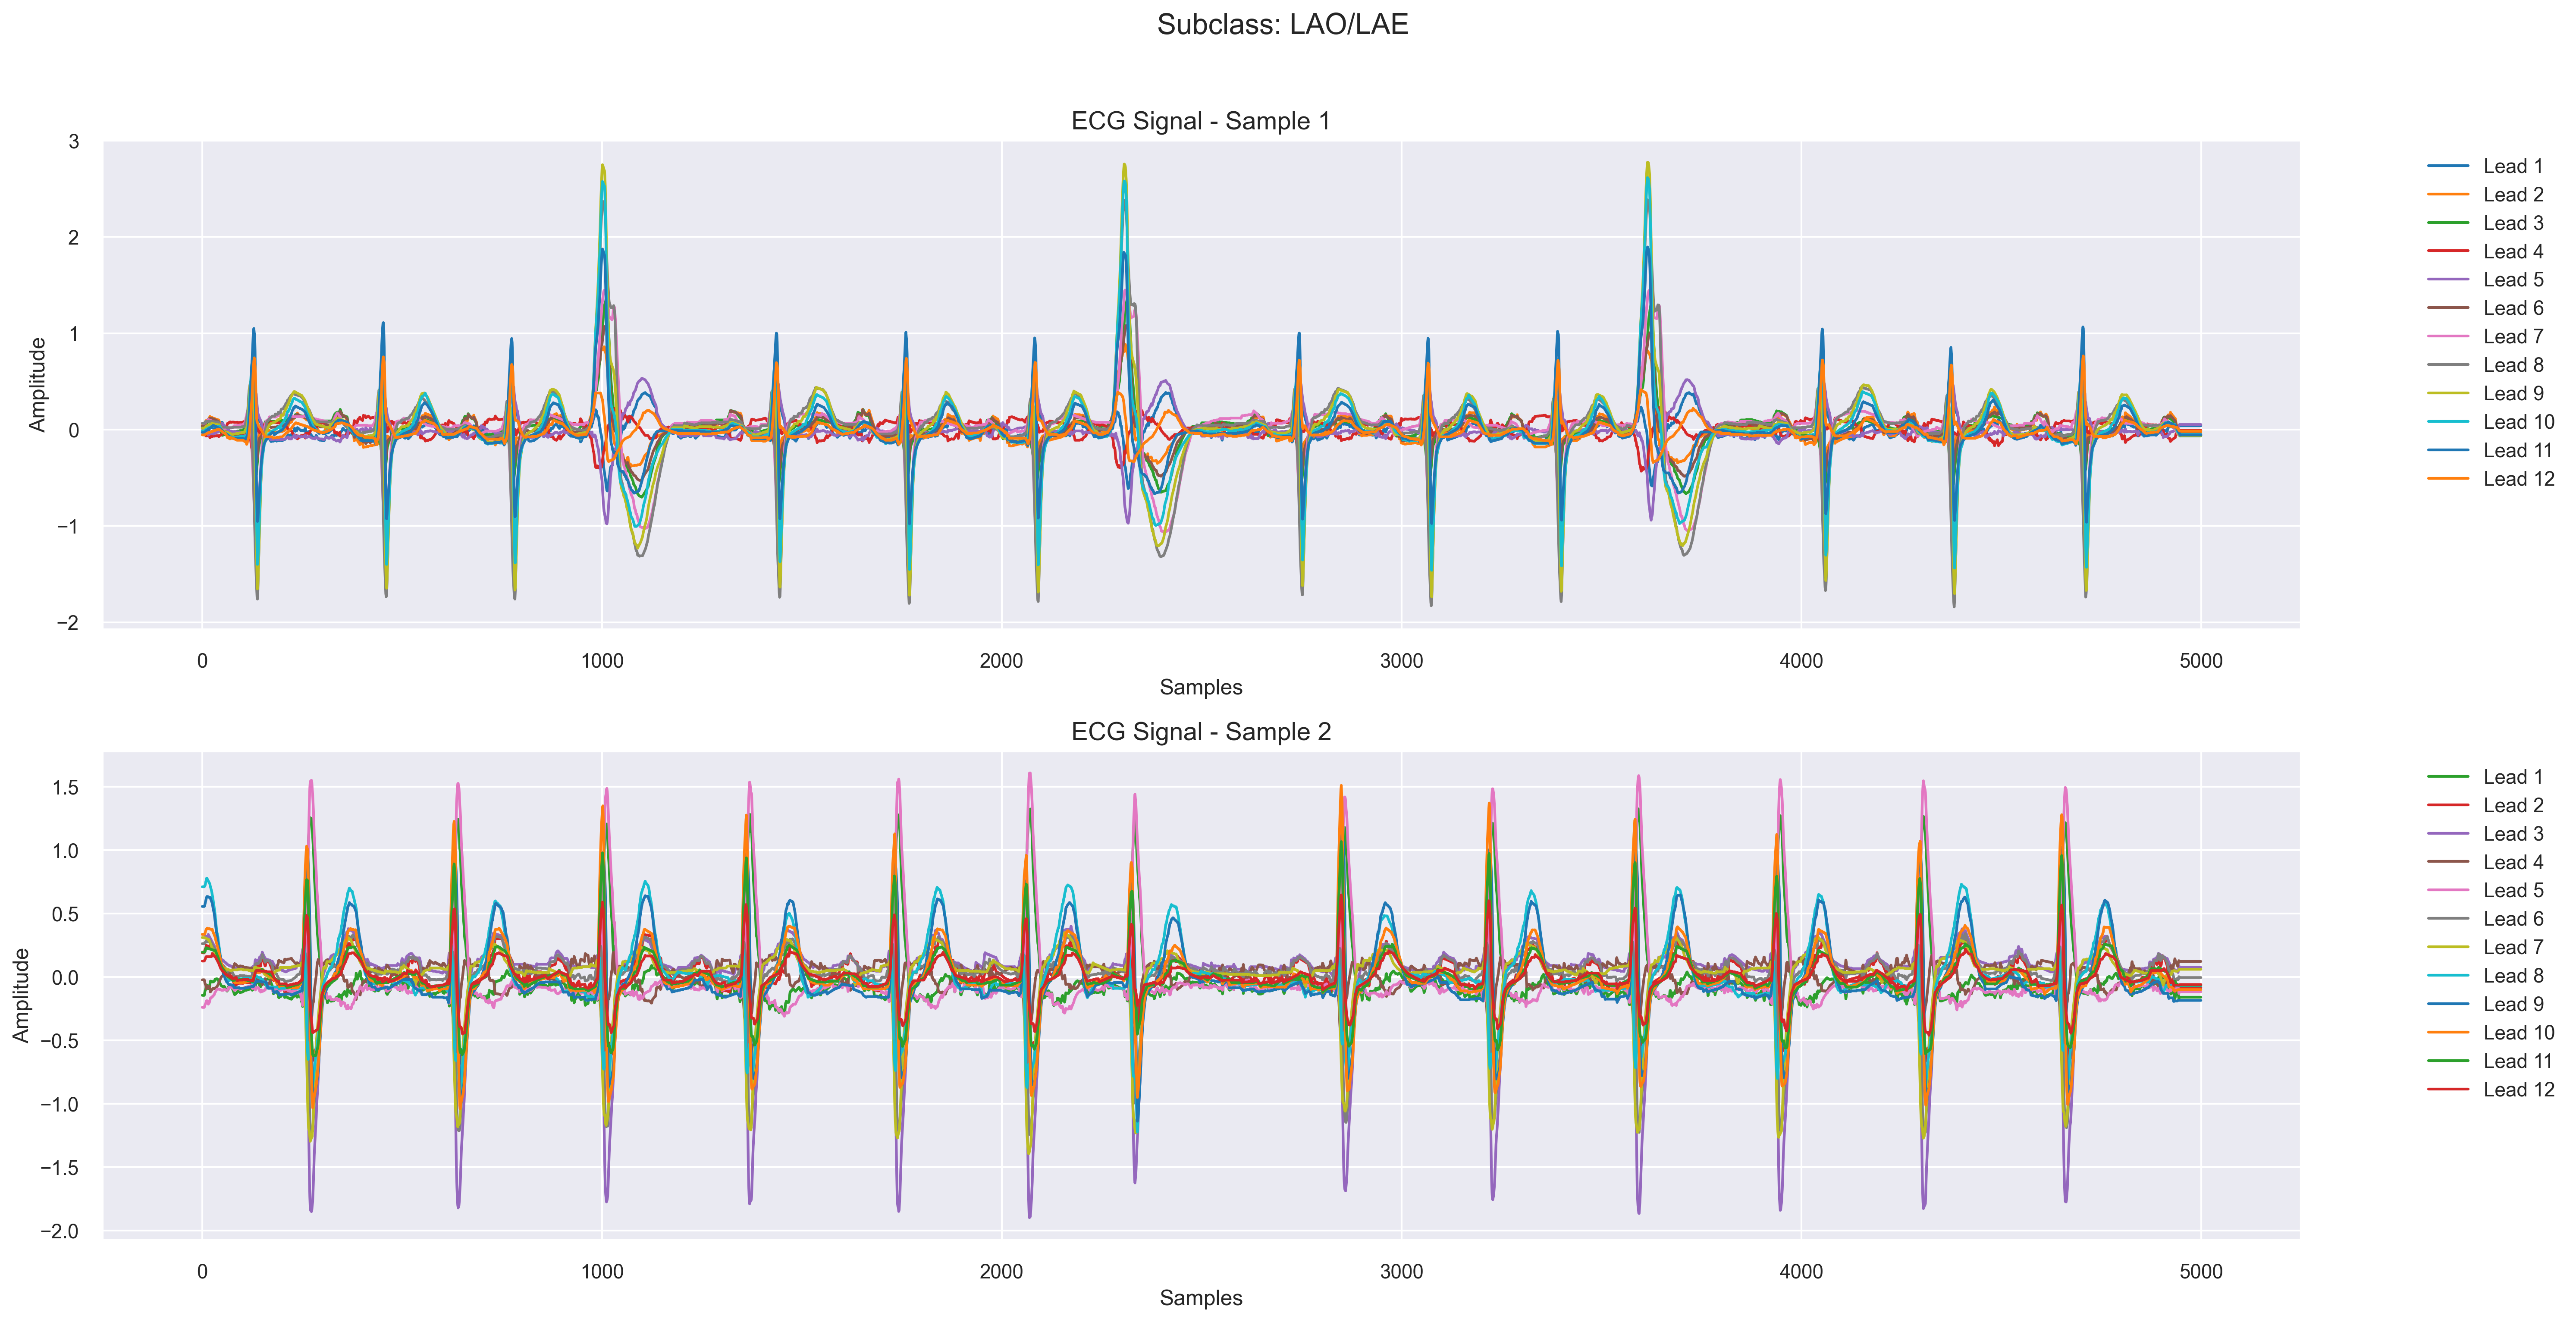 Subclass: LAO/LAE
ECG Signal - Sample 1
3
2
1
0
−1
−2
Amplitude
0 1000 2000 3000 4000 5000
Samples
Lead 1
Lead 2
Lead 3
Lead 4
Lead 5
Lead 6
Lead 7
Lead 8
Lead 9
Lead 10
Lead 11
Lead 12
ECG Signal - Sample 2
1.5
1.0
0.5
0.0
−0.5
−1.0
−1.5
−2.0
Amplitude
0 1000 2000 3000 4000 5000
Samples
Lead 1
Lead 2
Lead 3
Lead 4
Lead 5
Lead 6
Lead 7
Lead 8
Lead 9
Lead 10
Lead 11
Lead 12